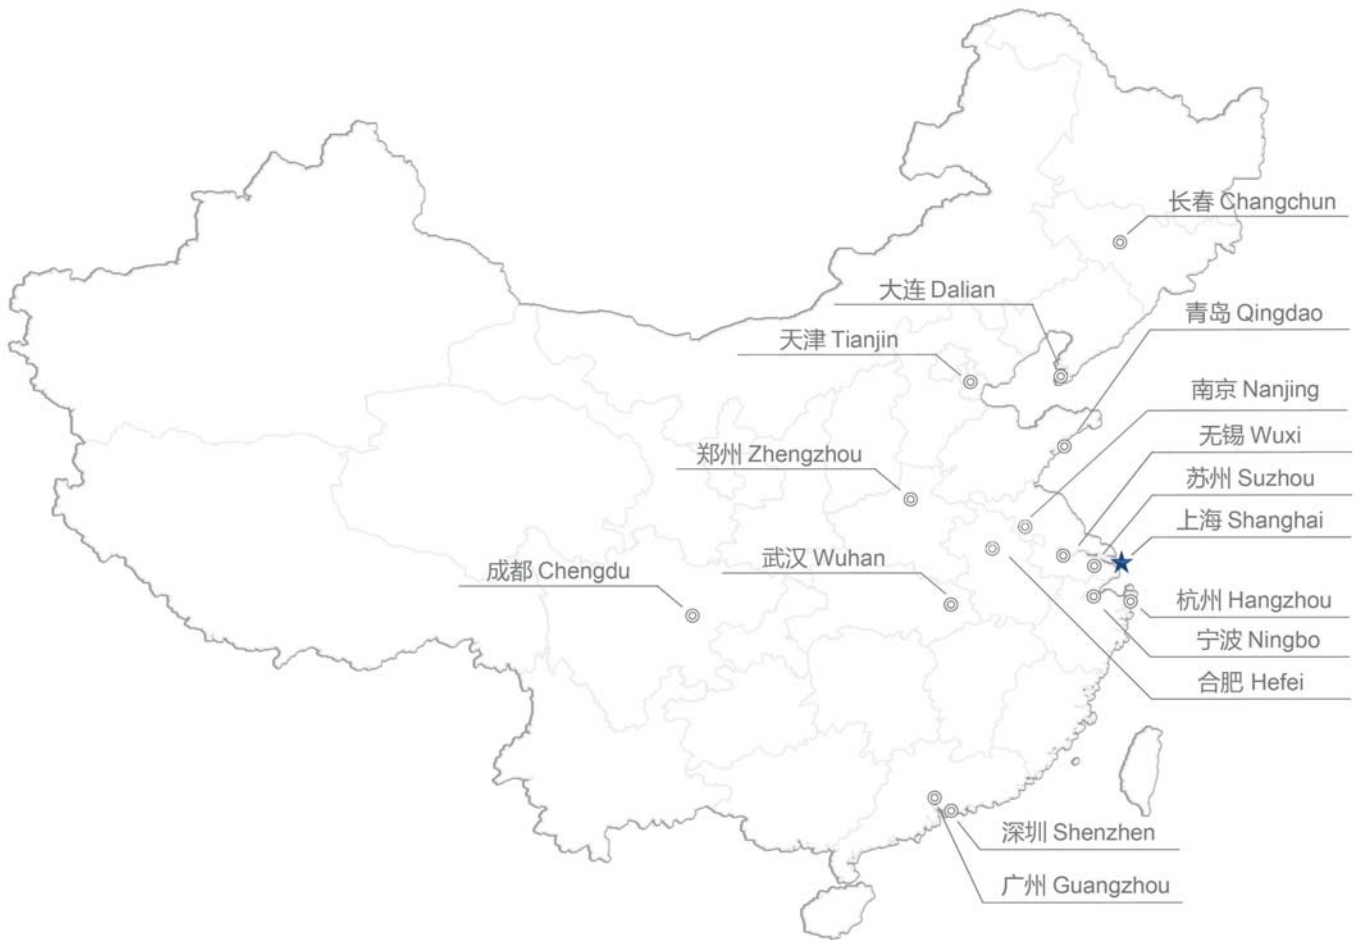 长春 Changchun
大连 Dalian
青岛 Qingdao
天津 Tianjin
南京 Nanjing
无锡 Wuxi
郑州 Zhengzhou
苏州 Suzhou
上海 Shanghai
武汉 Wuhan
成都 Chengdu
杭州 Hangzhou
宁波 Ningbo
合肥 Hefei
深圳 Shenzhen
广州 Guangzhou